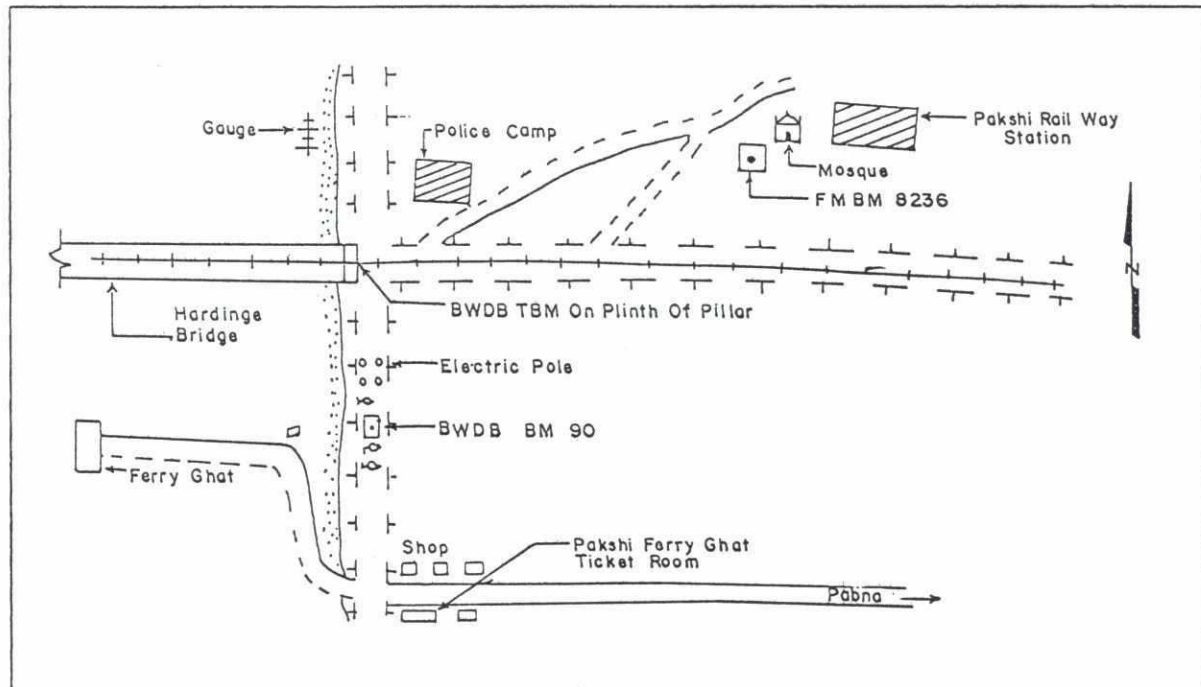 Gauge
Police Camp
Pakshi Rail Way
Station
Mosque
FM BM 8236
N
Hardinge
Bridge
BWDB TBM On Plinth Of Pillar
Electric Pole
BWDB BM 90
Ferry Ghat
Shop
Pakshi Ferry Ghat
Ticket Room
Pabna